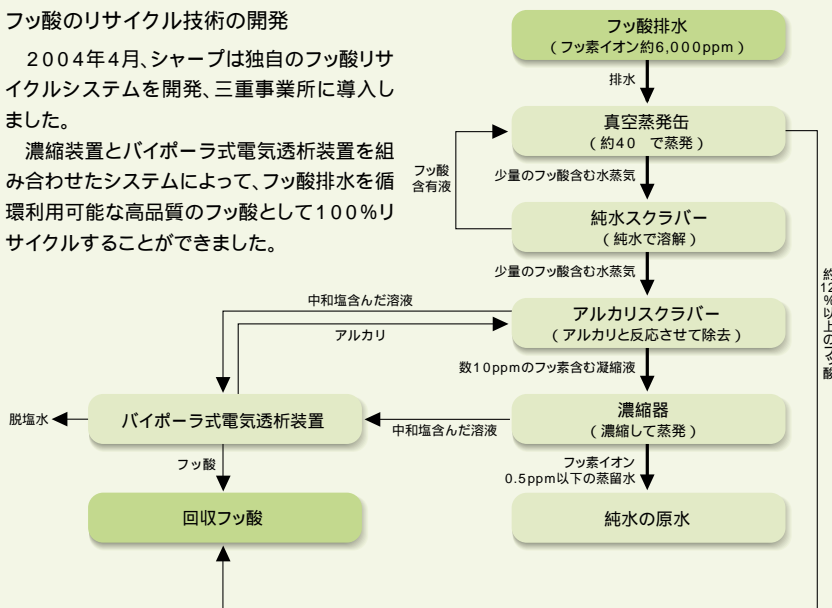 フッ酸のリサイクル技術の開発
2004年4月、シャープは独自のフッ酸リサ
イクルシステムを開発、三重事業所に導入し
ました。
濃縮装置とバイポーラ式電気透析装置を組
み合わせたシステムによって、フッ酸排水を循
環利用可能な高品質のフッ酸として100%リ
サイクルすることができました。
フッ酸排水
(フッ素イオン約6,000ppm)
排水
真空蒸発缶
(約40 で蒸発)
フッ酸
含有液
少量のフッ酸含む水蒸気
純水スクラバー
(純水で溶解)
少量のフッ酸含む水蒸気
約12%以上のフッ酸
中和塩含んだ溶液
アルカリ
アルカリスクラバー
(アルカリと反応させて除去)
数10ppmのフッ素含む凝縮液
脱塩水
バイポーラ式電気透析装置
中和塩含んだ溶液
濃縮器
(濃縮して蒸発)
フッ酸
フッ素イオン
0.5ppm以下の蒸留水
回収フッ酸
純水の原水